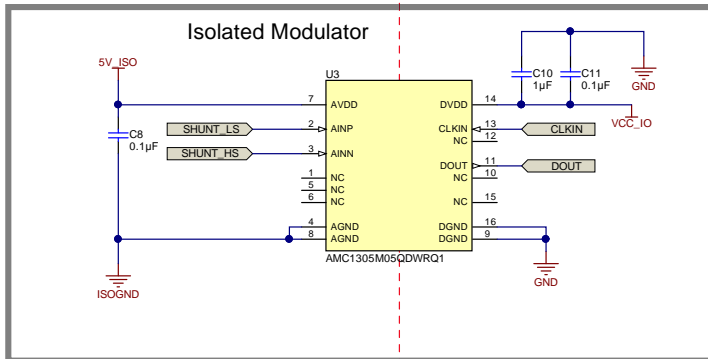 Isolated Modulator
5V_ISO
C8
0.1µF
SHUNT_LS
SHUNT_HS
ISOGND
U3
7 AVDD
2 AINP
3 AINN
1 NC
5 NC
6 NC
4 AGND
8 AGND
DVDD 14
CLKIN 13
NC 12
DOUT 11
NC 10
NC 15
DGND 16
DGND 9
AMC1305M05QDWRQ1
C10
1µF
C11
0.1µF
GND
VCC_IO
CLKIN
DOUT
GND